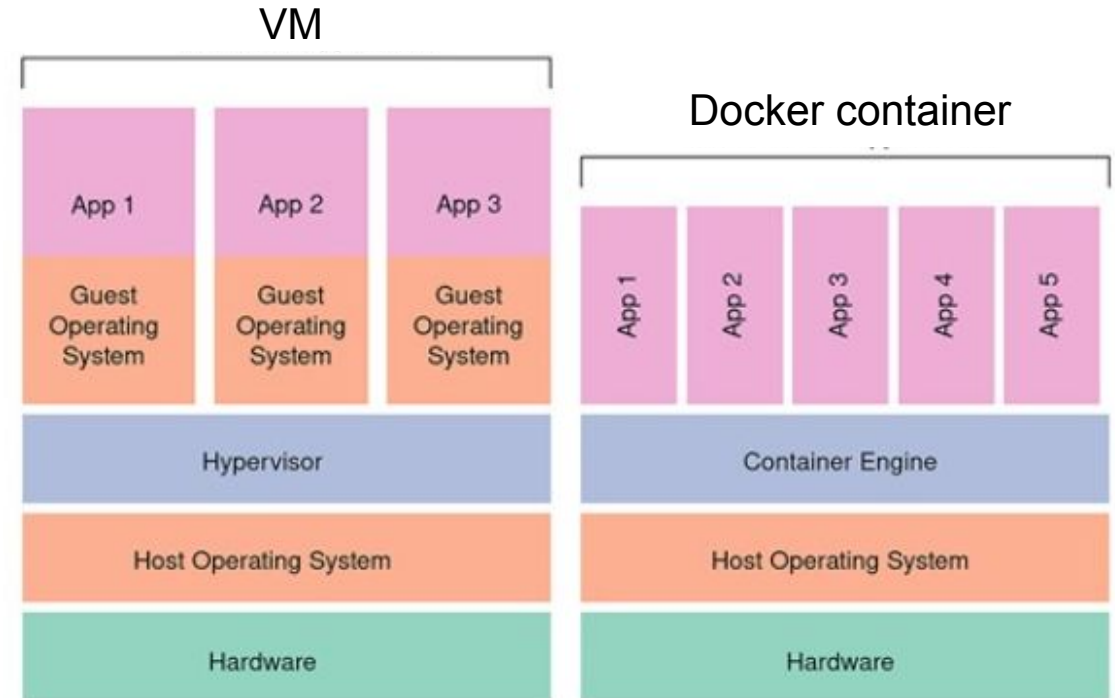 VM
App 1
App 2
App 3
Guest
Operating
System
Guest
Operating
System
Guest
Operating
System
Hypervisor
Host Operating System
Hardware
Docker container
App 1
App 2
App 3
App 4
App 5
Container Engine
Host Operating System
Hardware